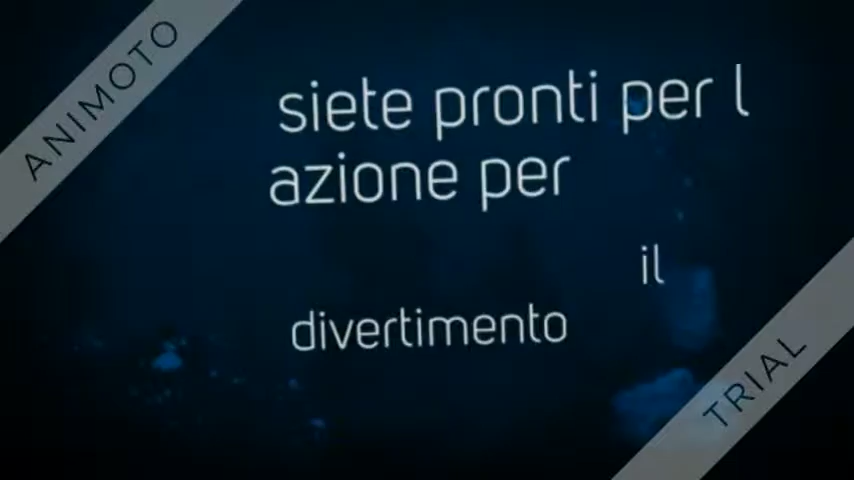 ANIMOTO
siete pronti per l
azione per
il
divertimento
TRIAL